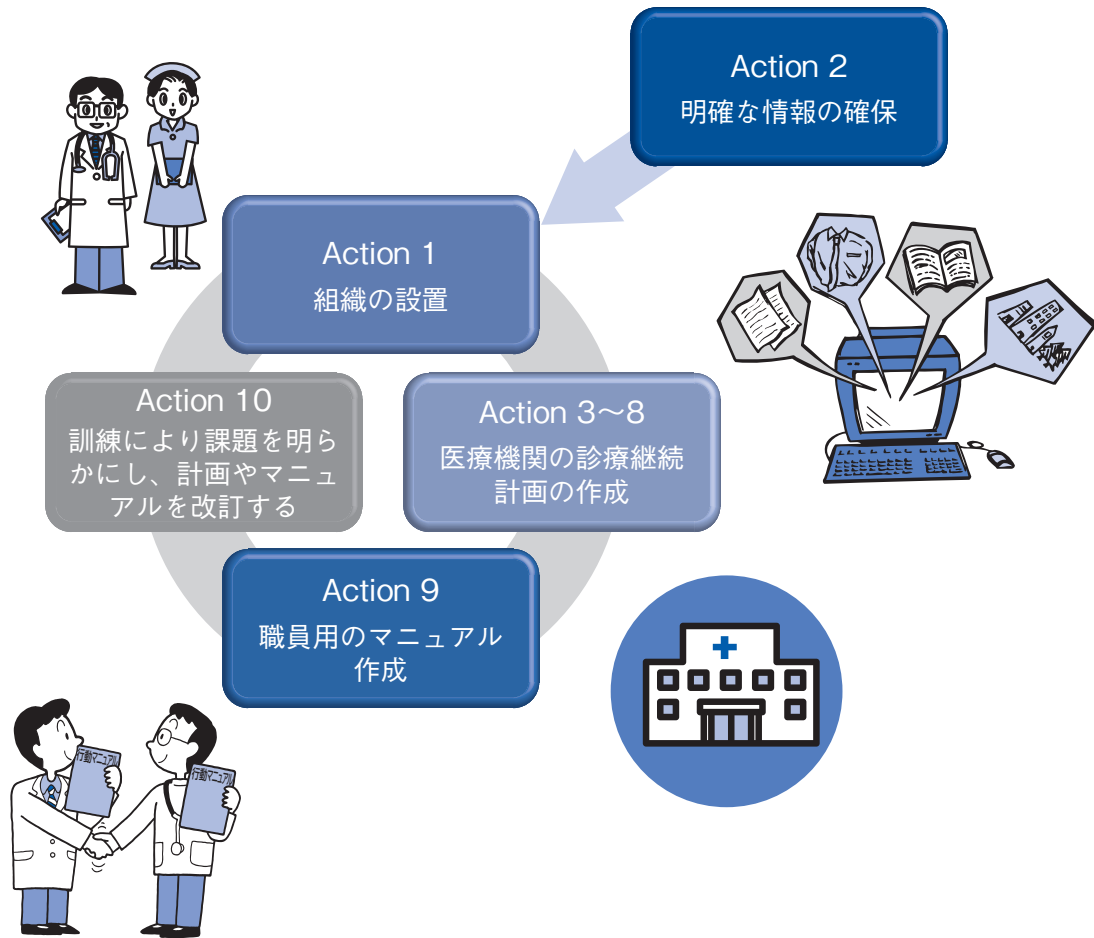 Action 2
明確な情報の確保
Action 1
組織の設置
Action 10
訓練により課題を明ら
かにし、計画やマニュ
アルを改訂する
Action 3〜8
医療機関の診療継続
計画の作成
Action 9
職員用のマニュアル
作成
行動マニュアル
行動マニュアル